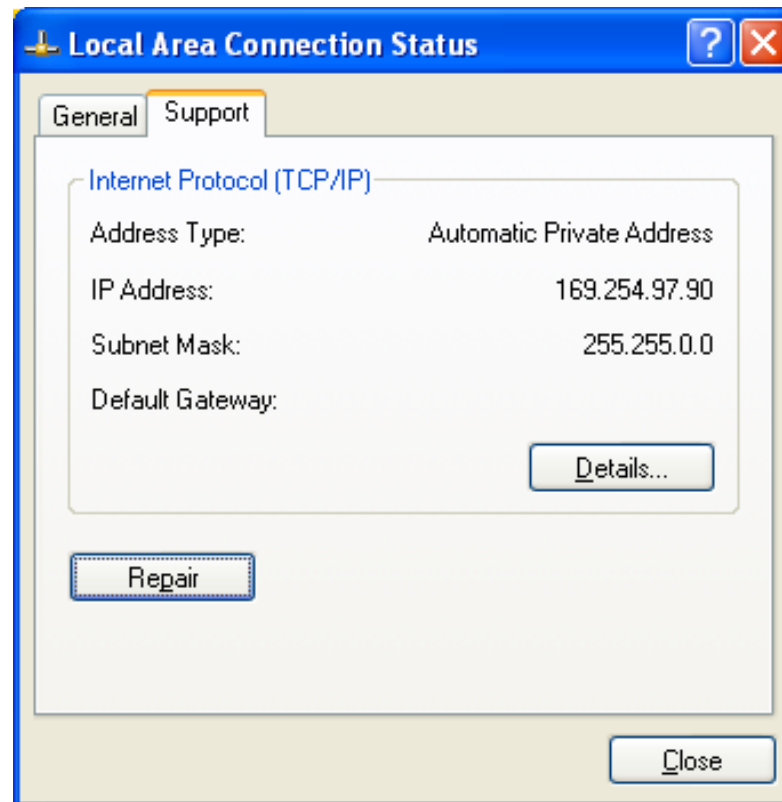 Local Area Connection Status
General Support
Internet Protocol (TCP/IP)
Address Type: Automatic Private Address
IP Address: 169.254.97.90
Subnet Mask: 255.255.0.0
Default Gateway:
Details...
Repair
Close